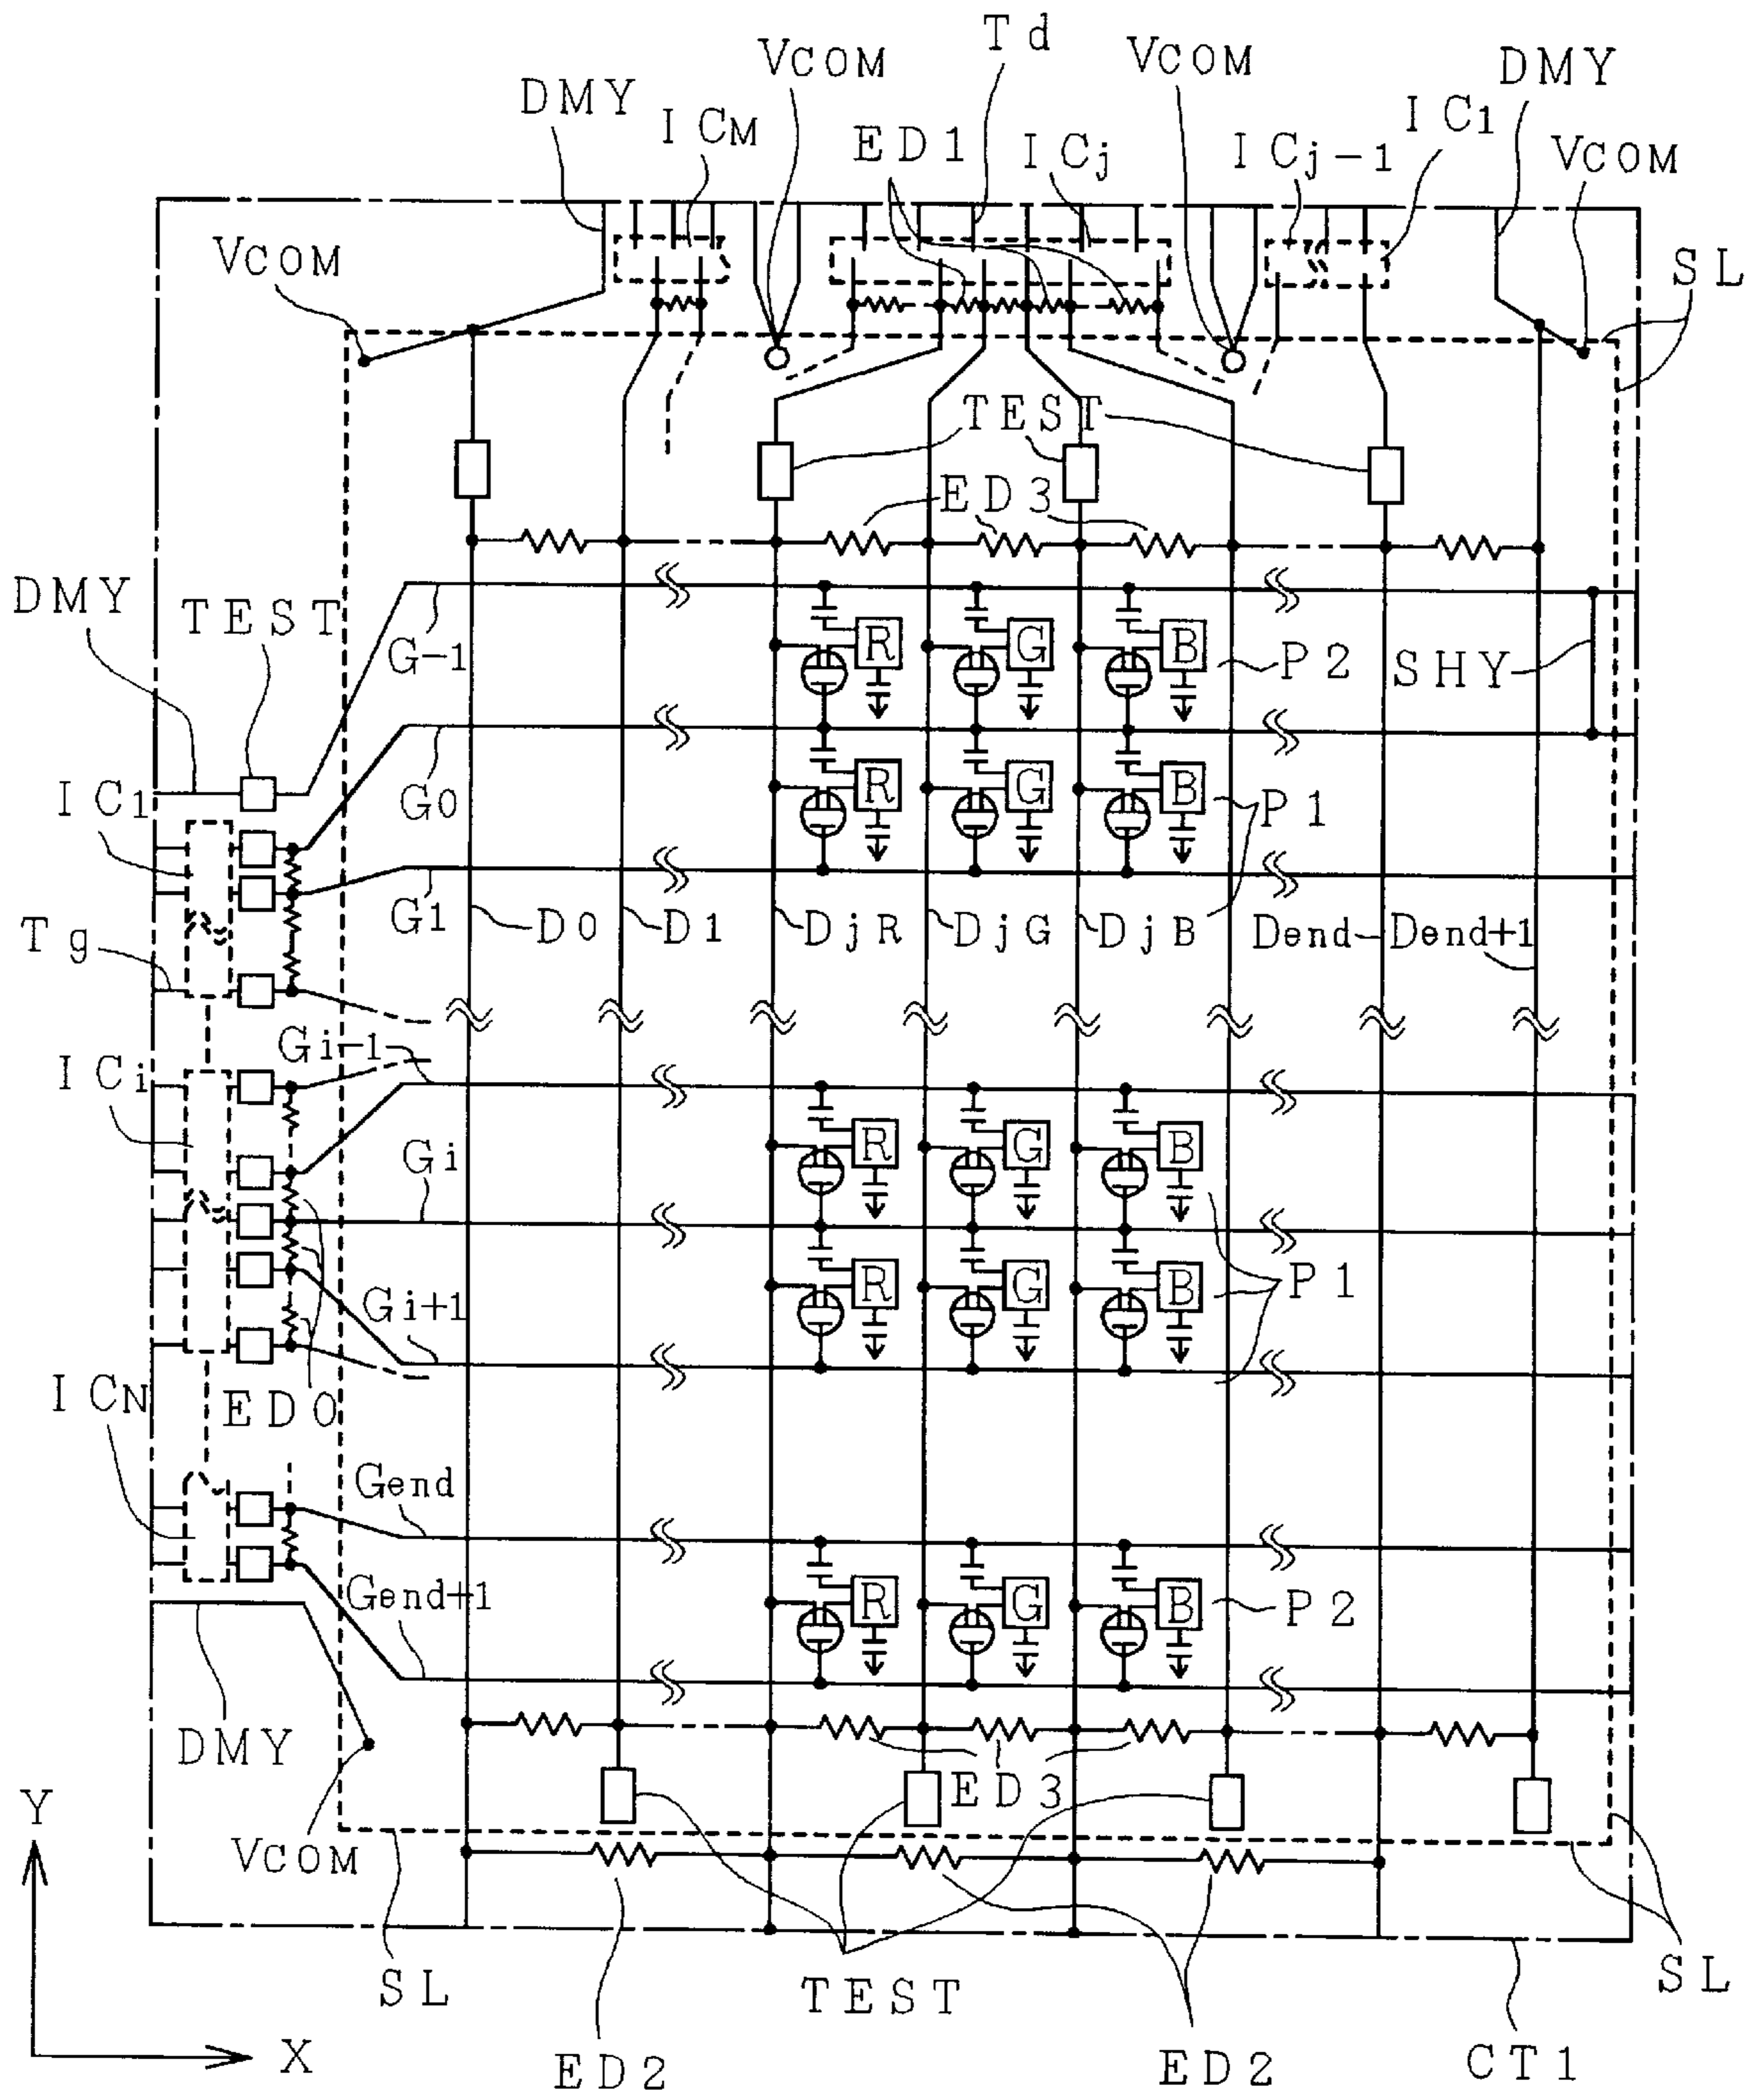 Td
VCOM
VCOM
DMY
DMY
ICM
ED1
ICj
ICj-1
IC1
VCOM
VCOM
SL
TEST
ED3
DMY
TEST
G-1
R
G
B
P2
SHY
IC1
G0
R
G
B
P1
Tg
G1
D0
D1
DjR
DjG
DjB
Dend
Dend+1
Gi-1
ICi
Gi
R
G
B
Gi+1
R
G
B
P1
ICN
ED0
Gend
Gend+1
R
G
B
P2
DMY
ED3
Y
VCOM
SL
TEST
SL
X
ED2
ED2
CT1